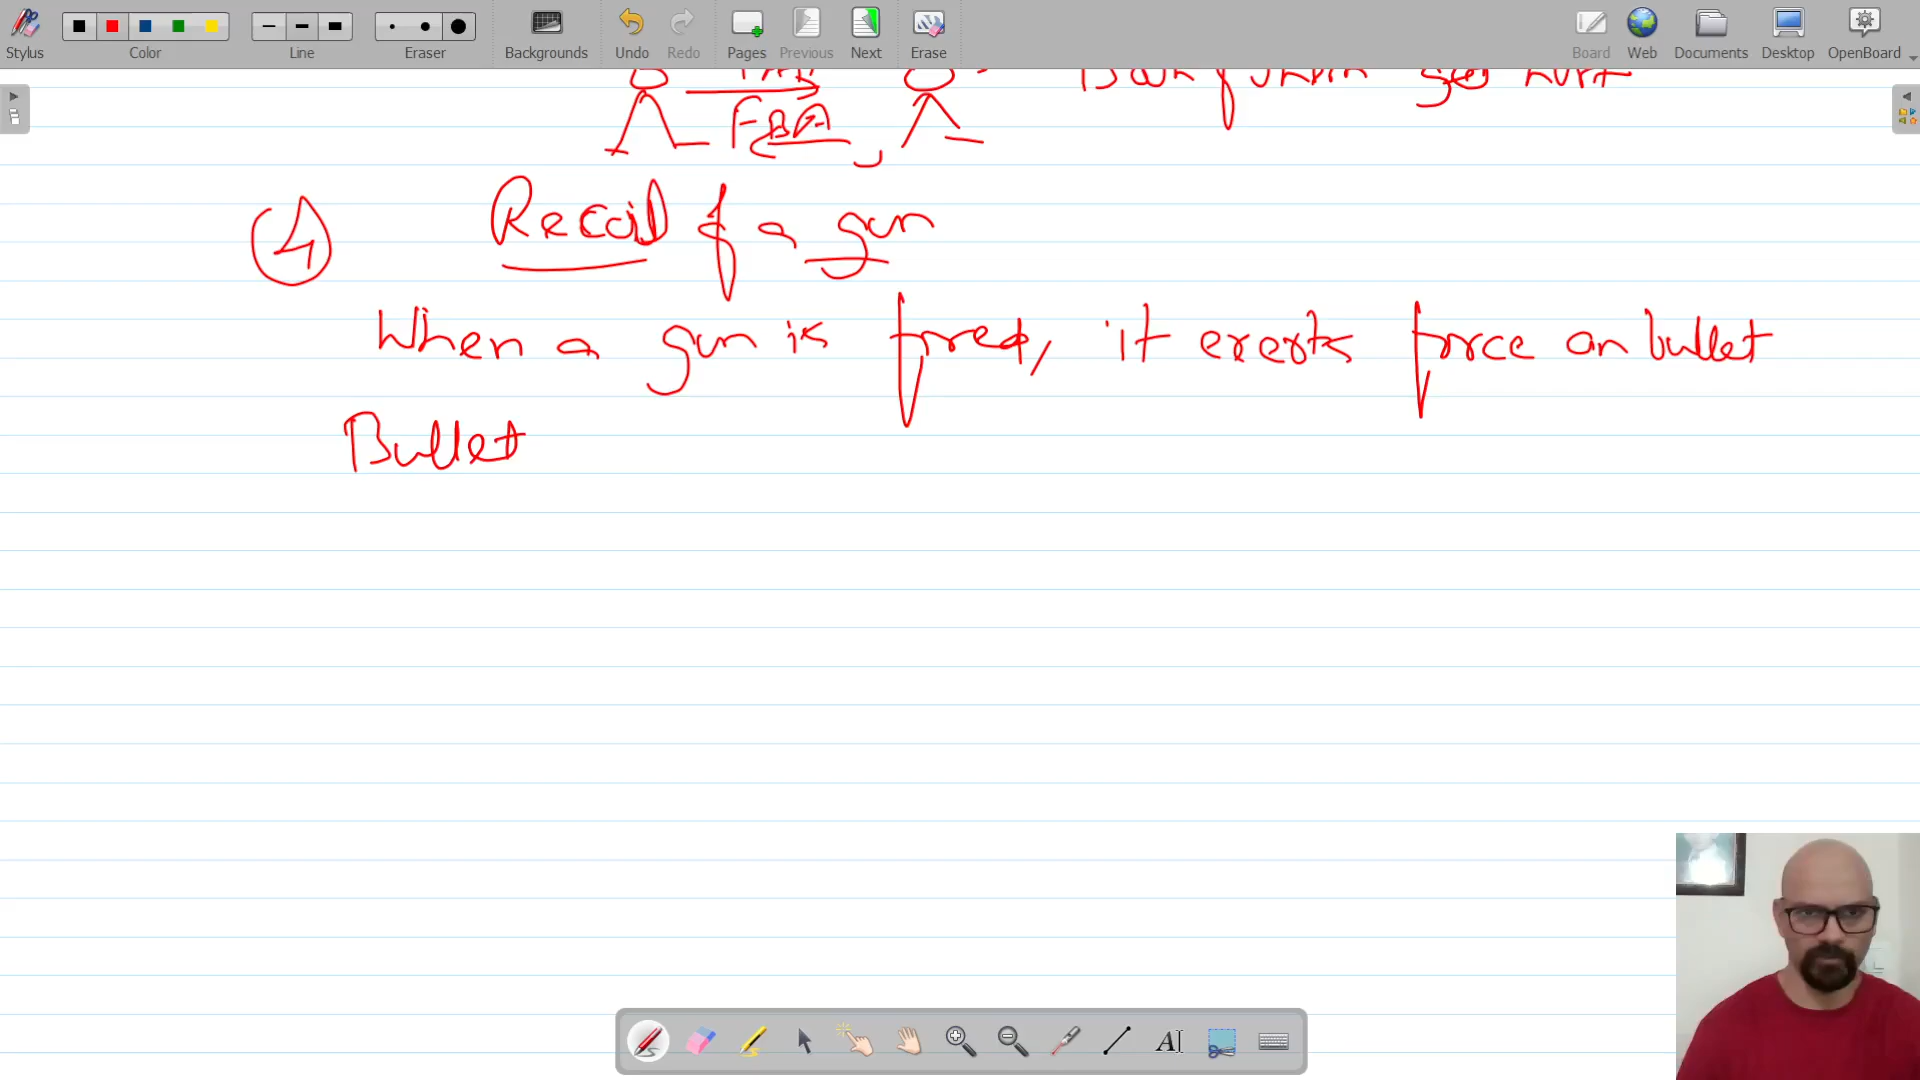 Stylus Color Line Eraser Backgrounds Undo Redo Pages Previous Next Erase Board Web Documents Desktop OpenBoard
FBA
④ Recoil of a gun
When a gun is fired, it exerts force on bullet
Bullet